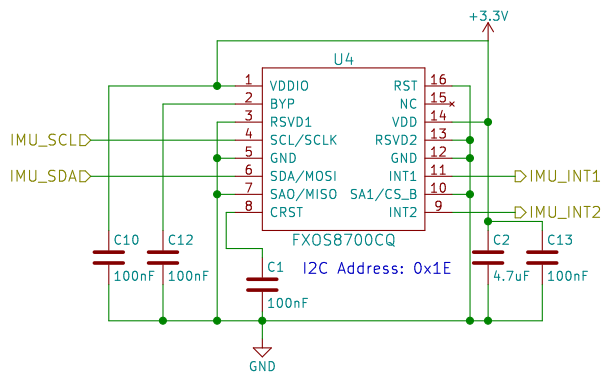 +3.3V
U4
1 VDDIO RST 16
2 BYP NC 15
3 RSVD1 VDD 14
IMU_SCL 4 SCL/SCLK RSVD2 13
5 GND GND 12
IMU_SDA 6 SDA/MOSI INT1 11 IMU_INT1
7 SA0/MISO SA1/CS_B 10
8 CRST INT2 9 IMU_INT2
FXOS8700CQ
C10 C12 C2 C13
I2C Address: 0x1E
C1
100nF 100nF 4.7uF 100nF
100nF
GND